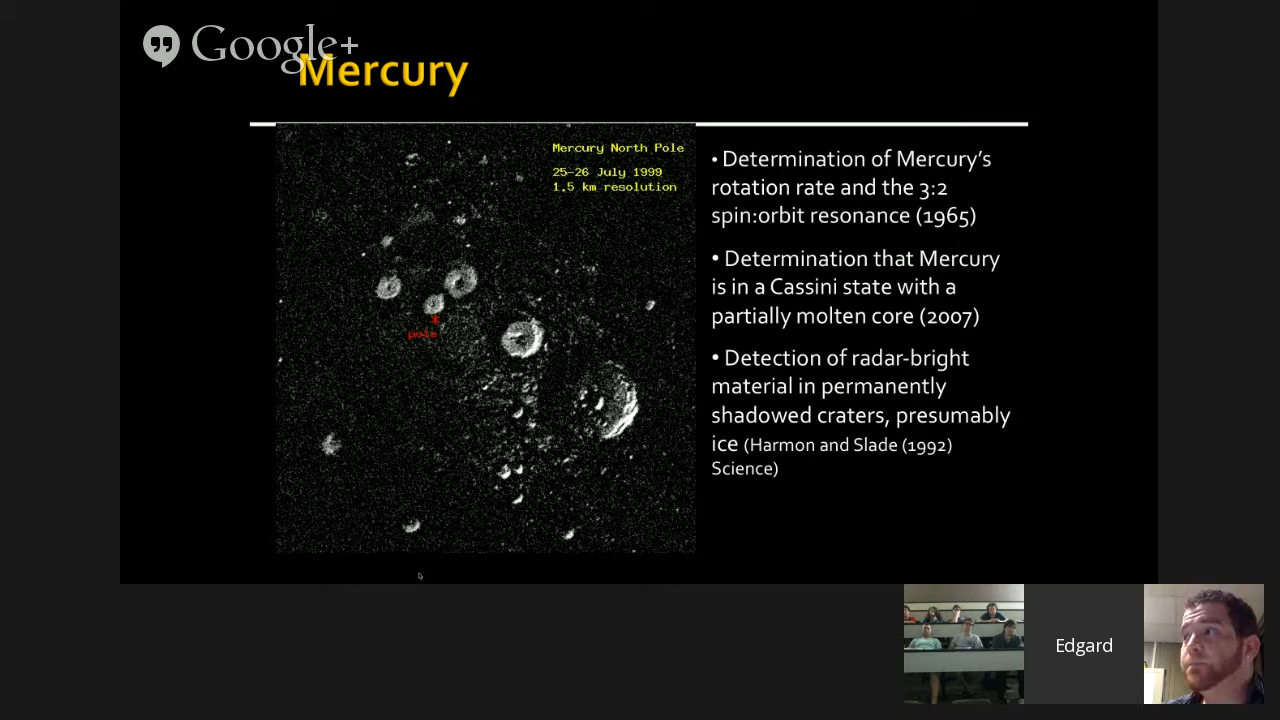 Google+
Mercury
Mercury North Pole
25-26 July 1999
1.5 km resolution
pole
• Determination of Mercury’s
rotation rate and the 3:2
spin:orbit resonance (1965)
• Determination that Mercury
is in a Cassini state with a
partially molten core (2007)
• Detection of radar-bright
material in permanently
shadowed craters, presumably
ice (Harmon and Slade (1992)
Science)
Edgard